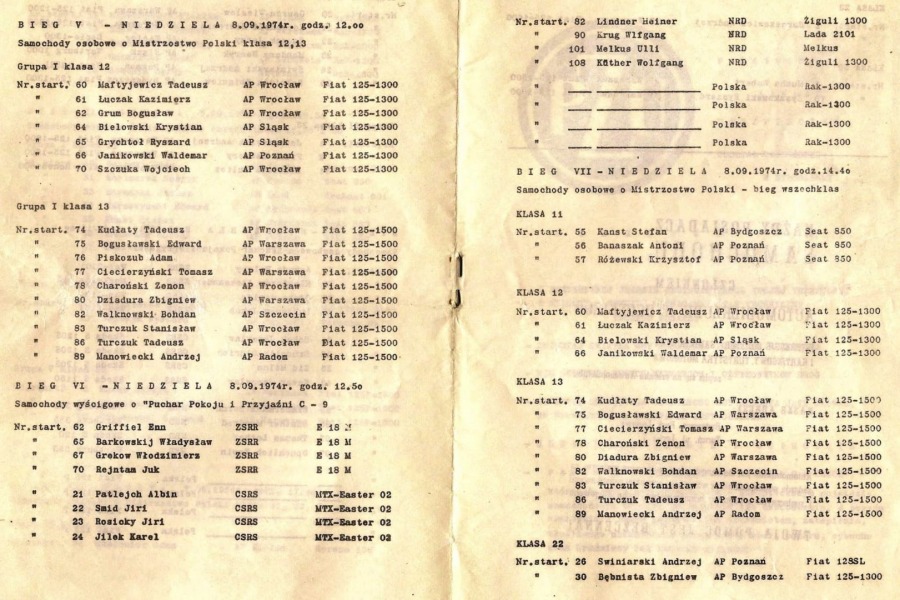 BIEG V - NIEDZIELA 8.09.1974r. godz. 12.oo
Samochody osobowe o Mistrzostwo Polski klasa 12,13
Grupa I klasa 12
Nr.start. 60 Maftyjewicz Tadeusz AP Wrocław Fiat 125-1300
" 61 Łuczak Kazimierz AP Wrocław Fiat 125-1300
" 62 Grum Bogusław AP Wrocław Fiat 125-1300
" 64 Bielowski Krystian AP Sląsk Fiat 125-1300
" 65 Grychtoł Ryszard AP Sląsk Fiat 125-1300
" 66 Janikowski Waldemar AP Poznań Fiat 125-1300
" 70 Szczuka Wojciech AP Wrocław Fiat 125-1300
Grupa I klasa 13
Nr.start. 74 Kudłaty Tadeusz AP Wrocław Fiat 125-1500
" 75 Bogusławski Edward AP Warszawa Fiat 125-1500
" 76 Piskozub Adam AP Wrocław Fiat 125-1500
" 77 Ciecierzyński Tomasz AP Warszawa Fiat 125-1500
" 78 Charoński Zenon AP Wrocław Fiat 125-1500
" 80 Dziadura Zbigniew AP Warszawa Fiat 125-1500
" 82 Walknowski Bohdan AP Szczecin Fiat 125-1500
" 83 Turczuk Stanisław AP Wrocław Fiat 125-1500
" 86 Turczuk Tadeusz AP Wrocław Fiat 125-1500
" 89 Manowiecki Andrzej AP Radom Fiat 125-1500
BIEG VI - NIEDZIELA 8.09.1974r. godz. 12.5o
Samochody wyścigowe o "Puchar Pokoju i Przyjaźni C - 9
Nr.start. 62 Griffiel Enn ZSRR E 18 M
" 65 Barkowskij Władysław ZSRR E 18 M
" 67 Grekow Włodzimierz ZSRR E 18 M
" 70 Rejntam Juk ZSRR E 18 M
" 21 Patlejch Albin CSRS MTX-Easter 02
" 22 Smid Jiri CSRS MTX-Easter 02
" 23 Rosicky Jiri CSRS MTX-Easter 02
" 24 Jilek Karel CSRS MTX-Easter 02
Nr.start. 82 Lindner Heiner NRD Żiguli 1300
" 90 Krug Wlfgang NRD Lada 2101
" 101 Melkus Ulli NRD Melkus
" 108 Küther Wolfgang NRD Żiguli 1300
" Polska Rak-1300
" Polska Rak-1300
" Polska Rak-1300
" Polska Rak-1300
BIEG VII - NIEDZIELA 8.09.1974r. godz.14.4o
Samochody osobowe o Mistrzostwo Polski - bieg wszechklas
KLASA 11
Nr.start. 55 Kanst Stefan AP Bydgoszcz Seat 850
" 56 Banaszak Antoni AP Poznań Seat 850
" 57 Różewski Krzysztof AP Poznań Seat 850
KLASA 12
Nr.start. 60 Maftyjewicz Tadeusz AP Wrocław Fiat 125-1300
" 61 Łuczak Kazimierz AP Wrocław Fiat 125-1300
" 64 Bielowski Krystian AP Sląsk Fiat 125-1300
" 66 Janikowski Waldemar AP Poznań Fiat 125-1300
KLASA 13
Nr.start. 74 Kudłaty Tadeusz AP Wrocław Fiat 125-1500
" 75 Bogusławski Edward AP Warszawa Fiat 125-1500
" 77 Ciecierzyński Tomasz AP Warszawa Fiat 125-1500
" 78 Charoński Zenon AP Wrocław Fiat 125-1500
" 80 Diadura Zbigniew AP Warszawa Fiat 125-1500
" 82 Walknowski Bohdan AP Szczecin Fiat 125-1500
" 83 Turczuk Stanisław AP Wrocław Fiat 125-1500
" 86 Turczuk Tadeusz AP Wrocław Fiat 125-1500
" 89 Manowiecki Andrzej AP Radom Fiat 125-1500
KLASA 22
Nr.start. 26 Swiniarski Andrzej AP Poznań Fiat 128SL
" 30 Bębnista Zbigniew AP Bydgoszcz Fiat 125-1300